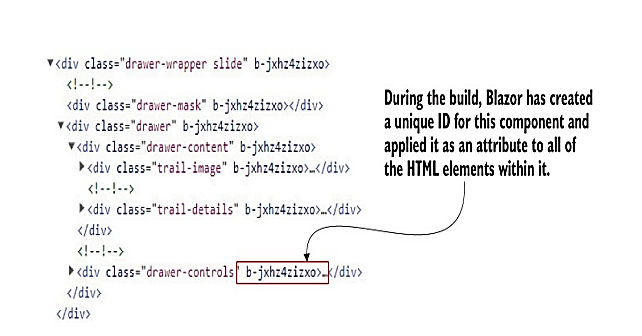 ▼<div class="drawer-wrapper slide" b-jxhz4zizxo>
<!--!-->
<div class="drawer-mask" b-jxhz4zizxo></div>
▼<div class="drawer" b-jxhz4zizxo>
▼<div class="drawer-content" b-jxhz4zizxo>
▶<div class="trail-image" b-jxhz4zizxo>…</div>
<!--!-->
▶<div class="trail-details" b-jxhz4zizxo>…</div>
</div>
<!--!-->
▶<div class="drawer-controls" b-jxhz4zizxo>…</div>
</div>
</div>
During the build, Blazor has created
a unique ID for this component and
applied it as an attribute to all of
the HTML elements within it.